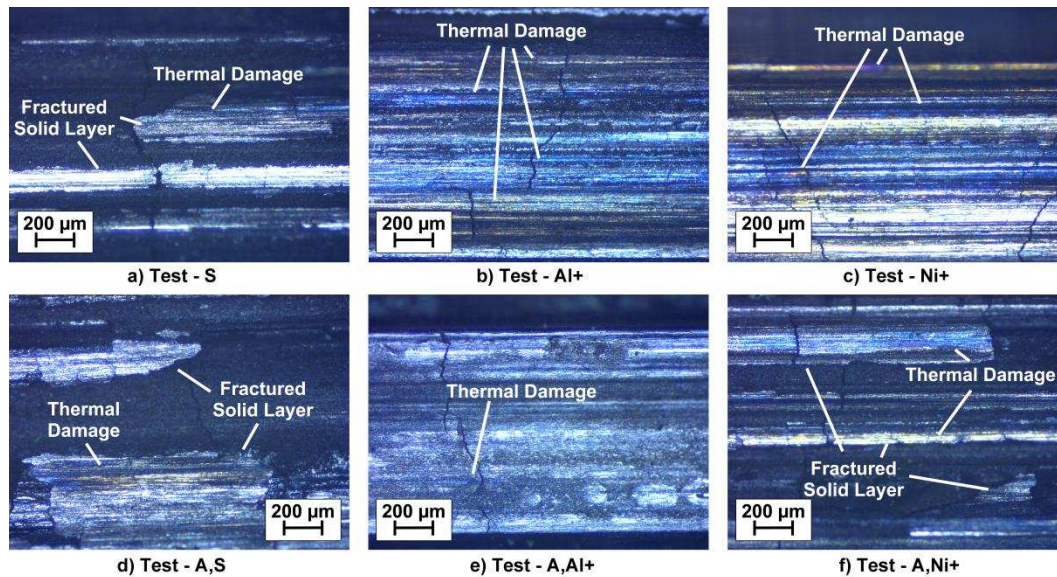 Thermal Damage
Fractured
Solid Layer
200 µm
a) Test - S
Thermal Damage
200 µm
b) Test - Al+
Thermal Damage
200 µm
c) Test - Ni+
Fractured
Solid Layer
Thermal
Damage
200 µm
d) Test - A,S
Thermal Damage
200 µm
e) Test - A,Al+
Thermal Damage
Fractured
Solid Layer
200 µm
f) Test - A,Ni+